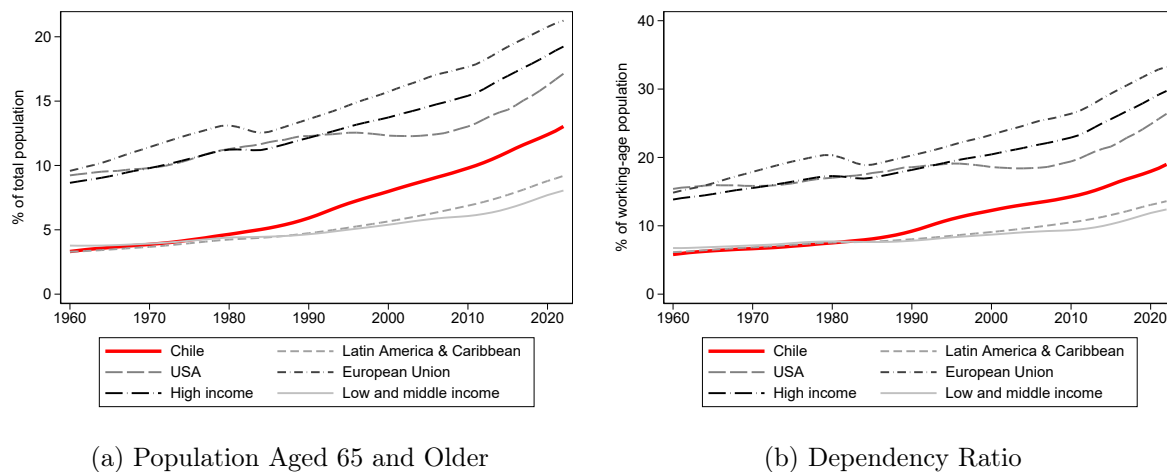 % of total population
20
15
10
5
0
1960 1970 1980 1990 2000 2010 2020
Chile
Latin America & Caribbean
USA
European Union
High income
Low and middle income
(a) Population Aged 65 and Older
% of working-age population
40
30
20
10
0
1960 1970 1980 1990 2000 2010 2020
Chile
Latin America & Caribbean
USA
European Union
High income
Low and middle income
(b) Dependency Ratio